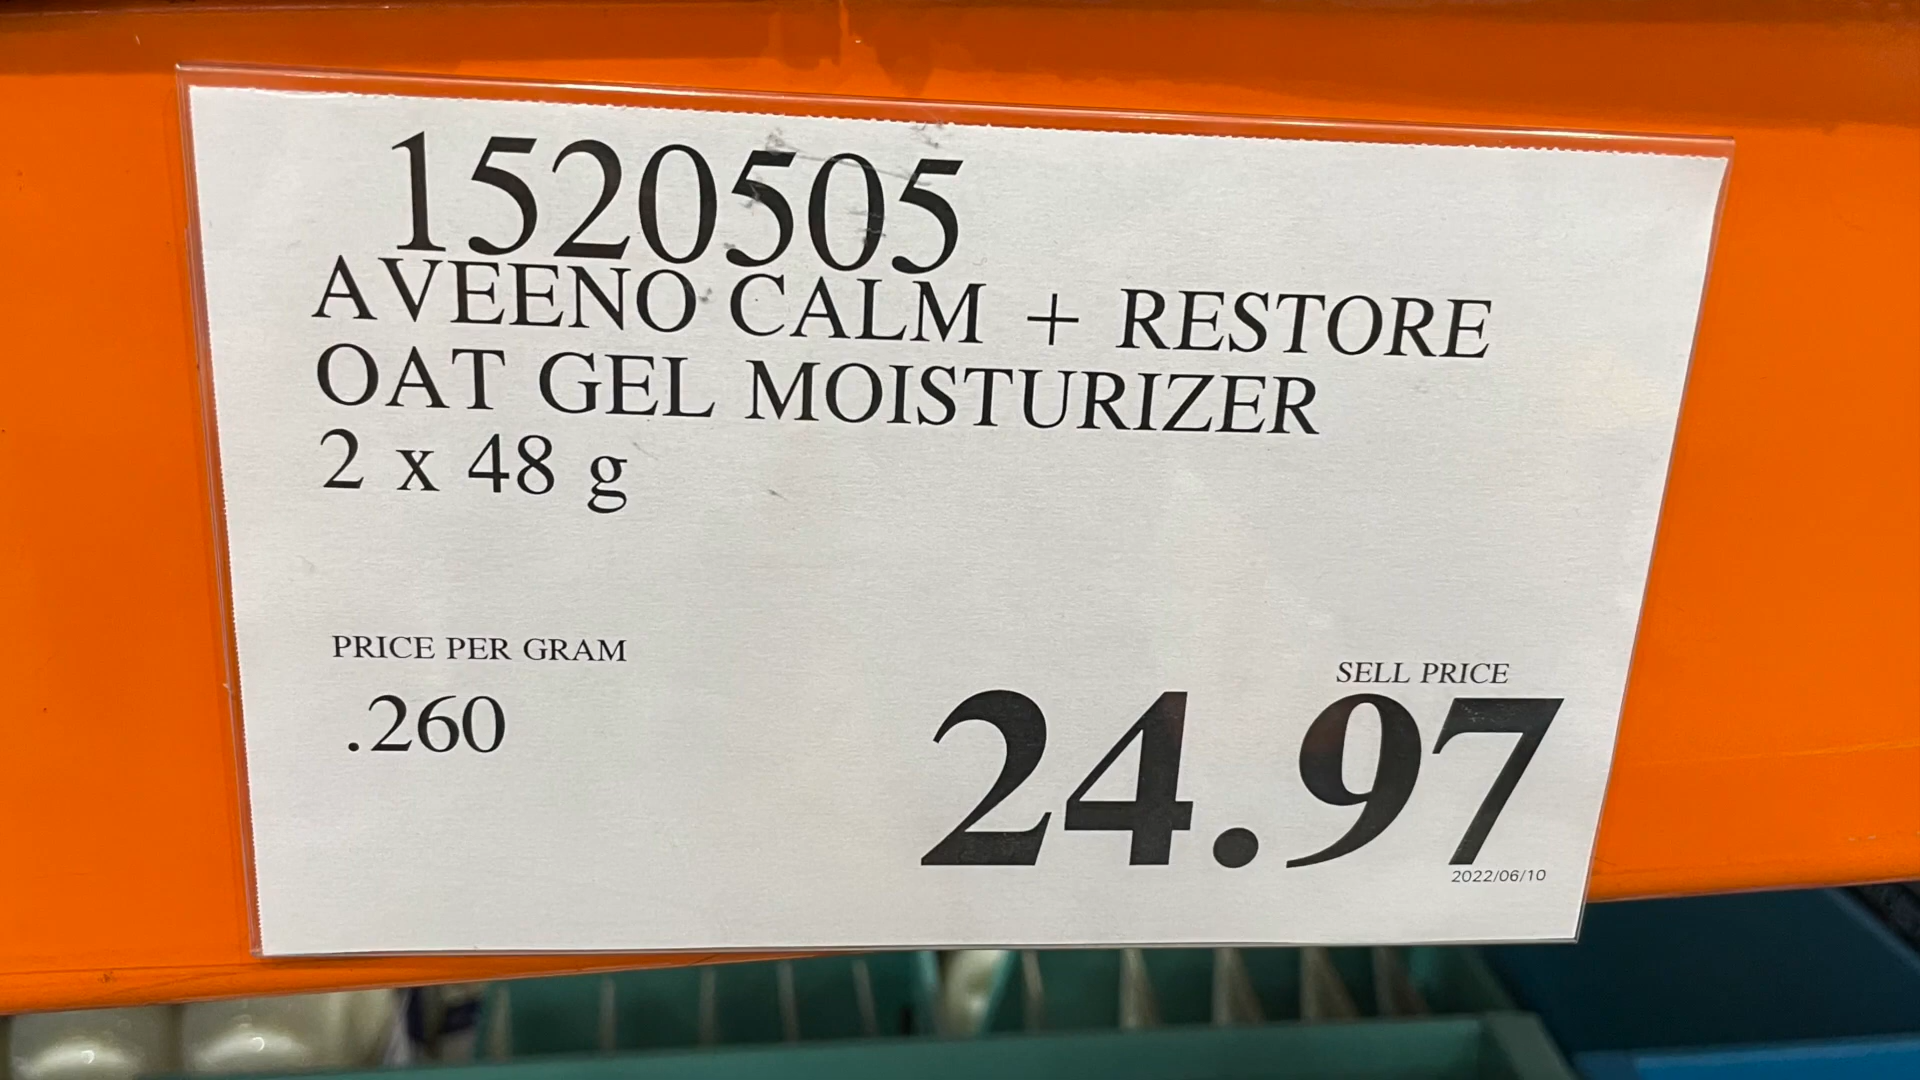 1520505
AVEENO CALM + RESTORE
OAT GEL MOISTURIZER
2 x 48 g
PRICE PER GRAM
.260
SELL PRICE
24.97
2022/06/10